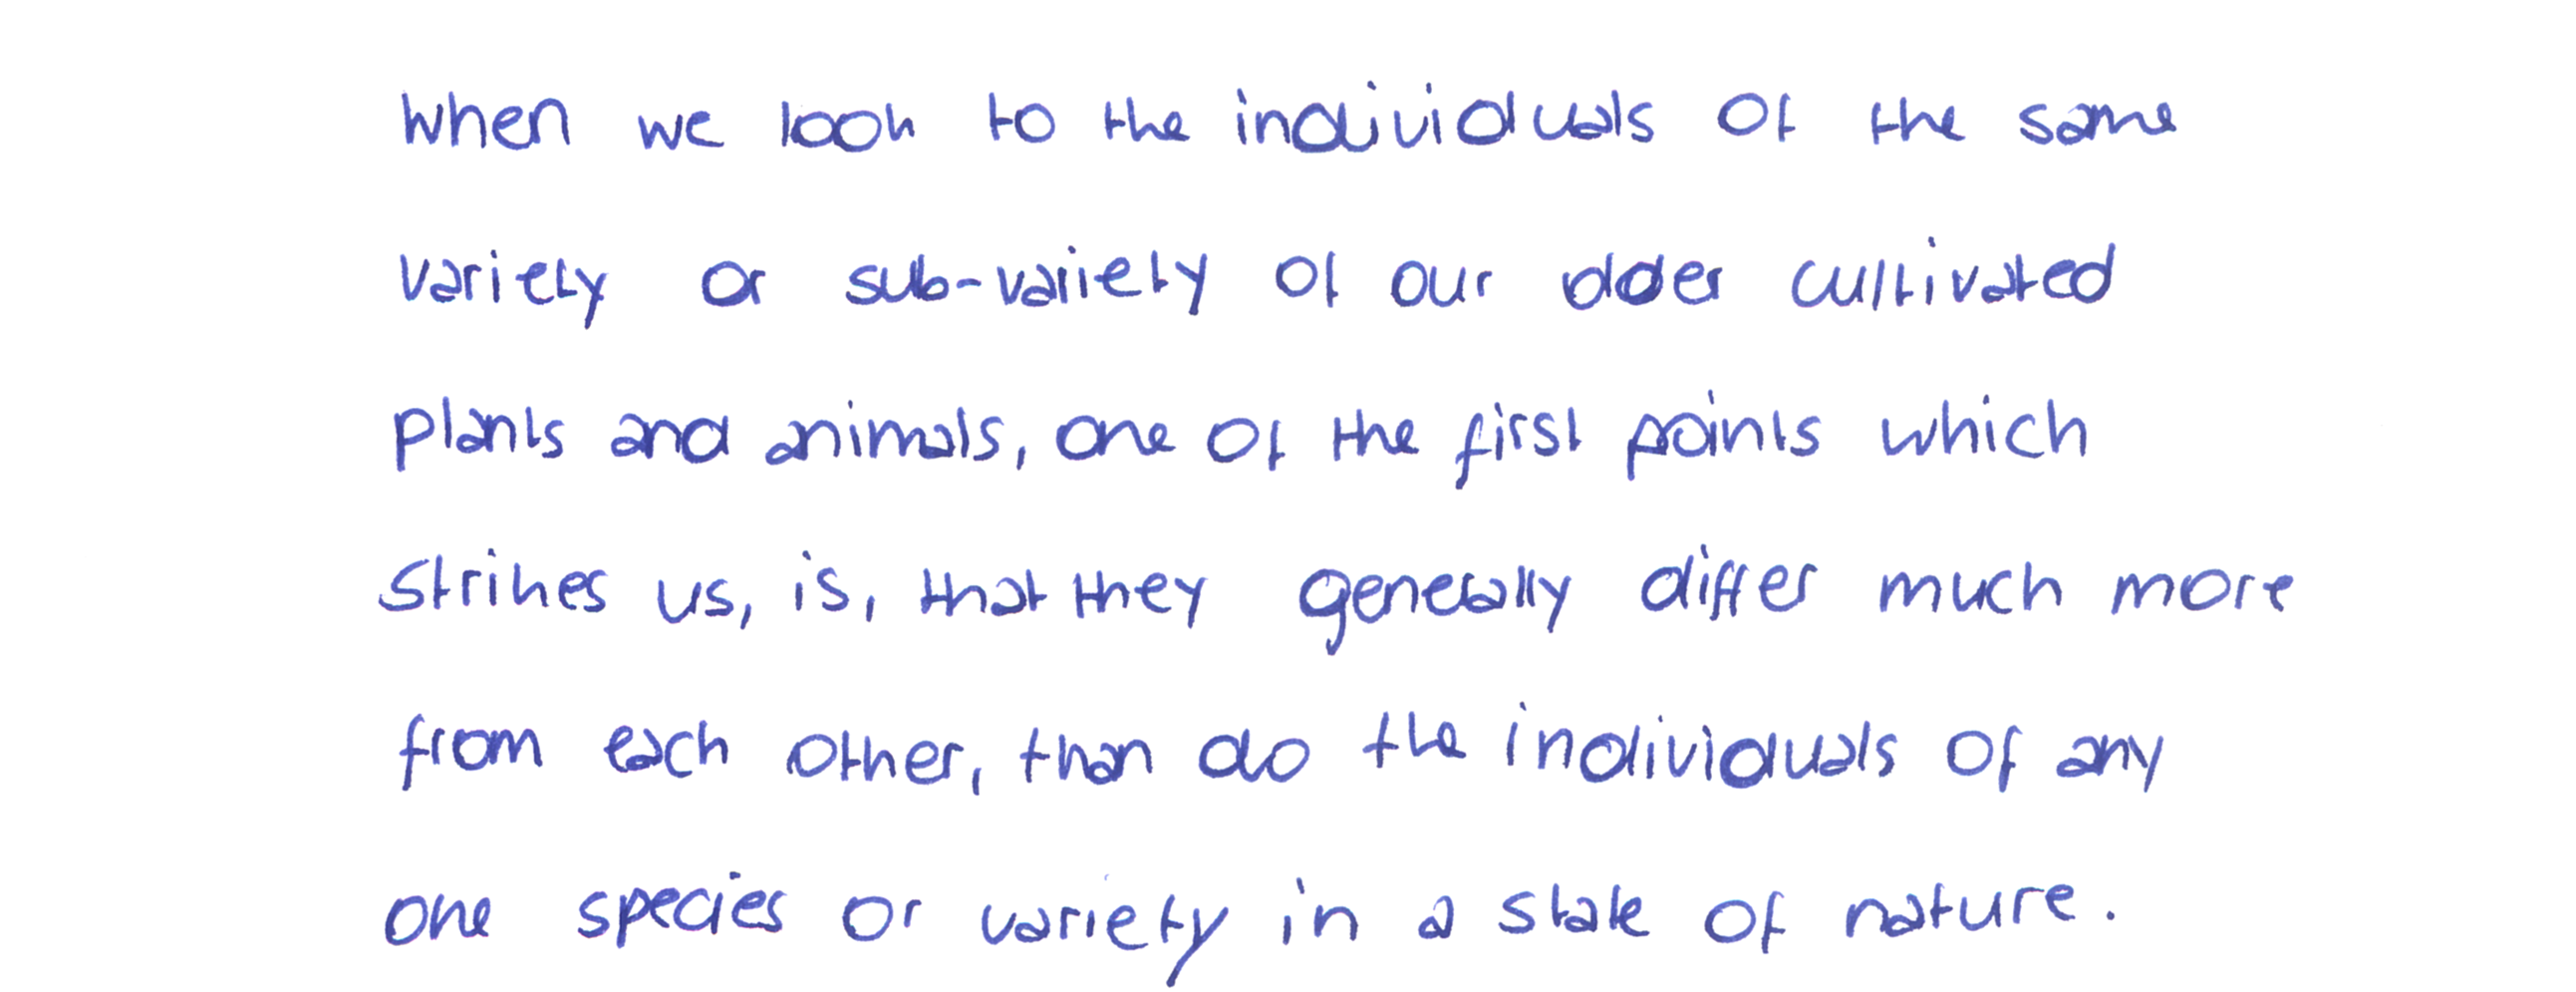 When we look to the individuals of the same
variety or sub-variety of our older cultivated
plants and animals, one of the first points which
strikes us, is, that they generally differ much more
from each other, than do the individuals of any
one species or variety in a state of nature.